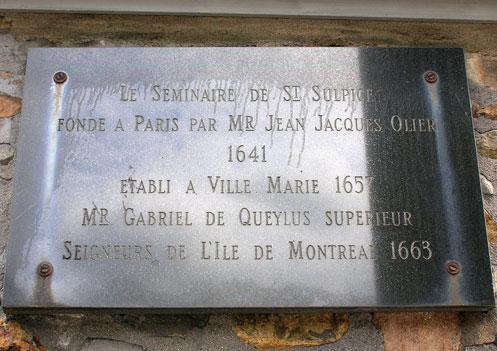 LE SEMINAIRE DE ST SULPICE
FONDE A PARIS PAR MR JEAN JACQUES OLIER
1641
ETABLI A VILLE MARIE 1657
MR GABRIEL DE QUEYLUS SUPERIEUR
SEIGNEURS DE L'ILE DE MONTREAL 1663